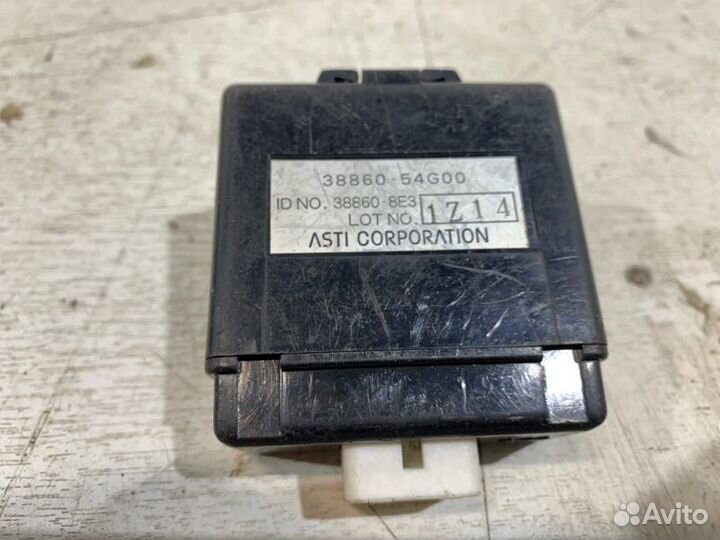 38860-54G00
ID NO. 38860-8E3
LOT NO. 1Z14
ASTI CORPORATION
Avito